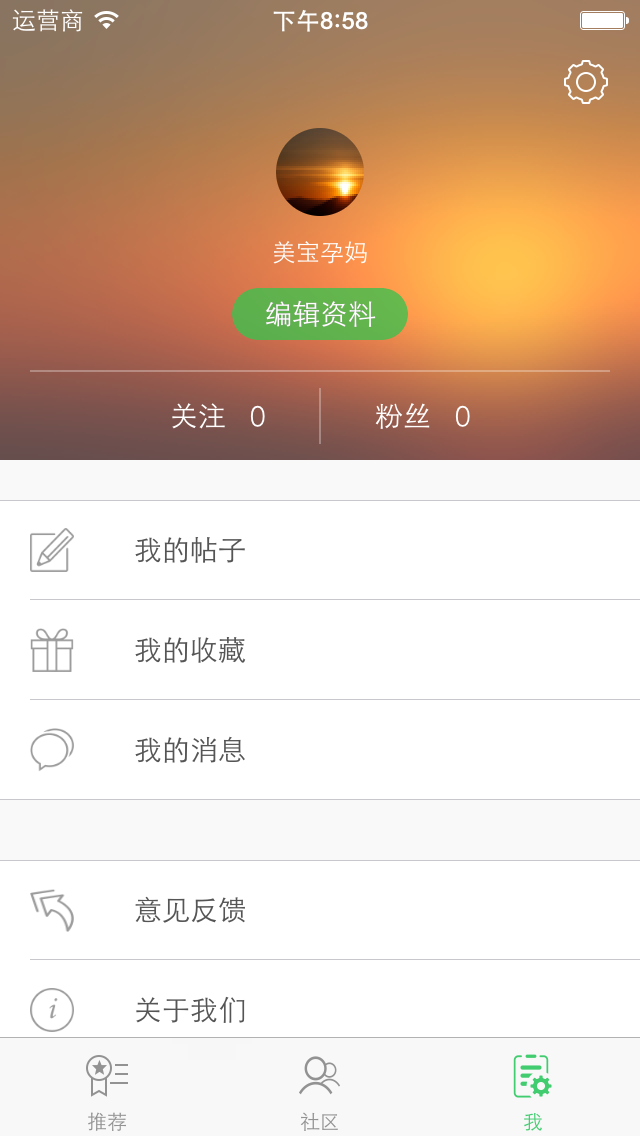 运营商 下午8:58
美宝孕妈
编辑资料
关注 0 粉丝 0
我的帖子
我的收藏
我的消息
意见反馈
i 关于我们
推荐 社区 我